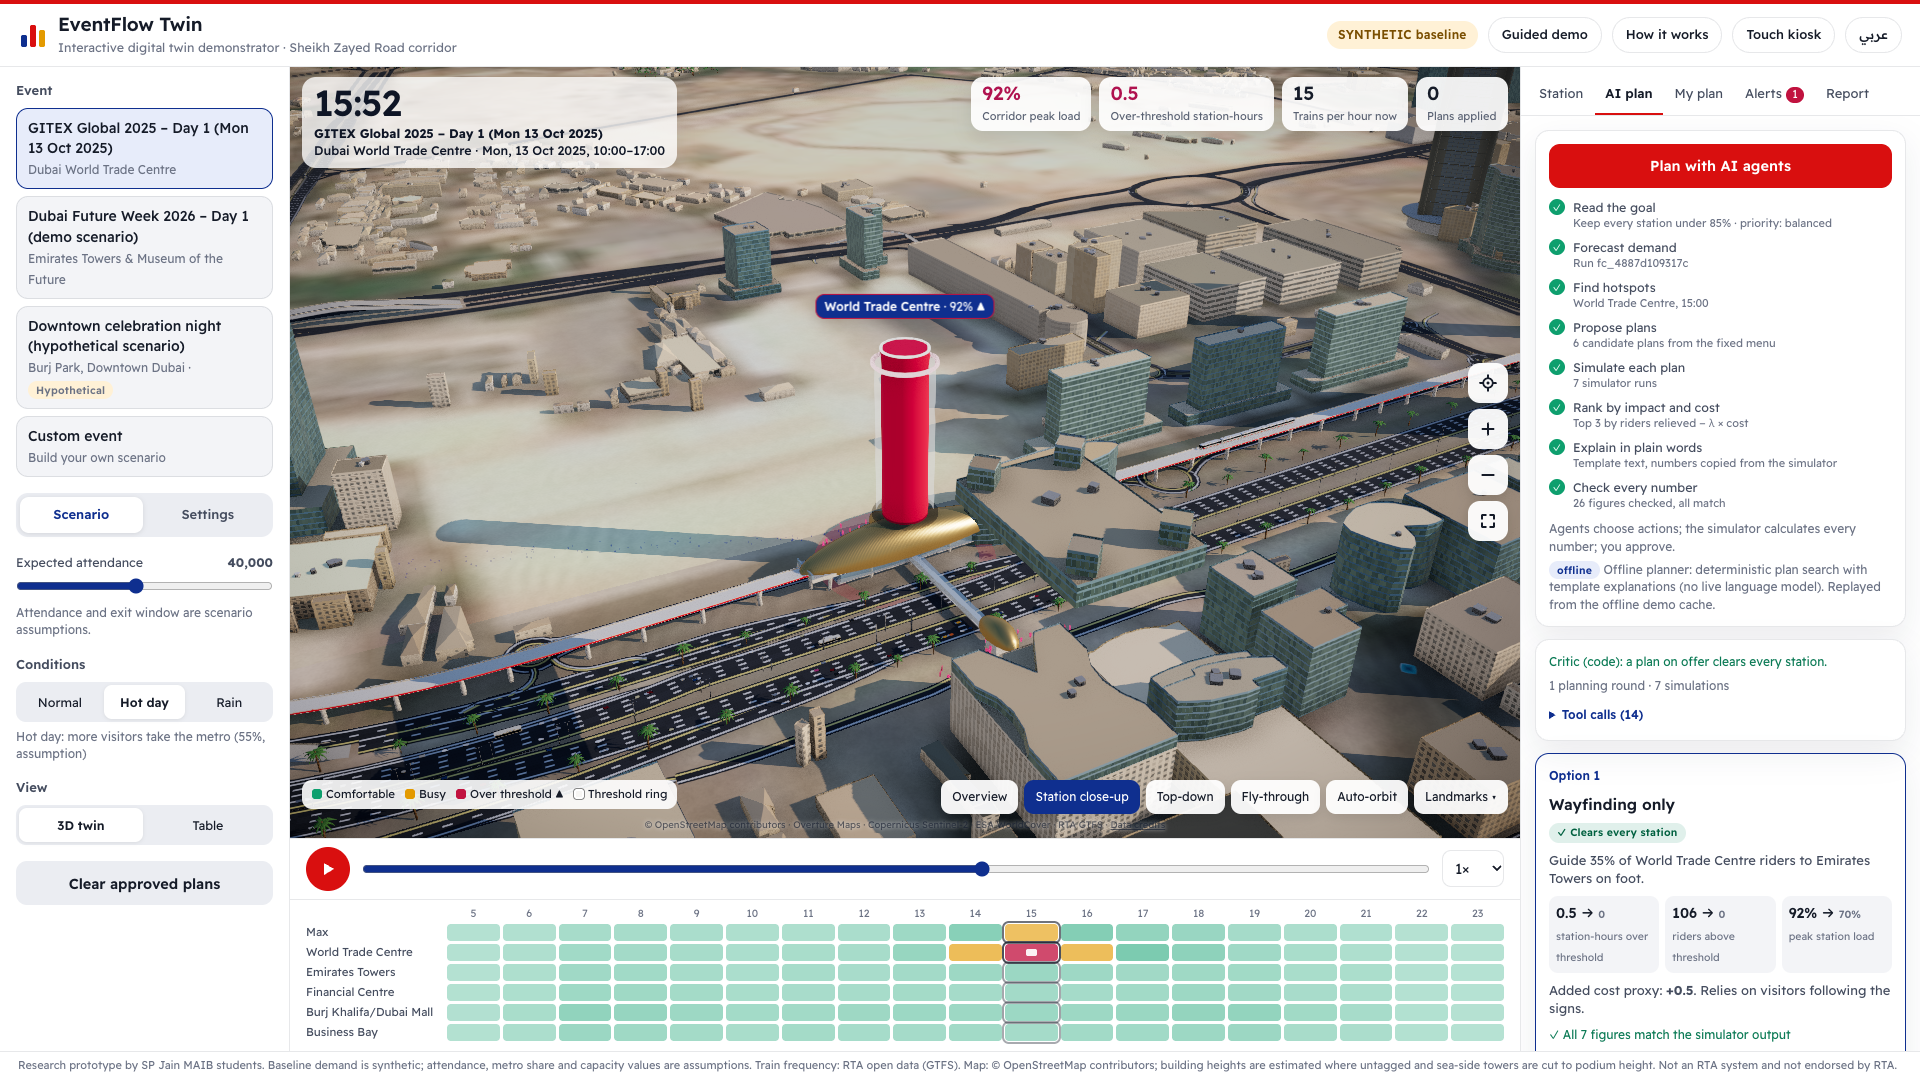 EventFlow Twin
Interactive digital twin demonstrator · Sheikh Zayed Road corridor
SYNTHETIC baseline
Guided demo
How it works
Touch kiosk
عربي
Event
GITEX Global 2025 – Day 1 (Mon
13 Oct 2025)
Dubai World Trade Centre
Dubai Future Week 2026 – Day 1
(demo scenario)
Emirates Towers & Museum of the
Future
Downtown celebration night
(hypothetical scenario)
Burj Park, Downtown Dubai ·
Hypothetical
Custom event
Build your own scenario
Scenario
Settings
Expected attendance
40,000
Attendance and exit window are scenario
assumptions.
Conditions
Normal
Hot day
Rain
Hot day: more visitors take the metro (55%,
assumption)
View
3D twin
Table
Clear approved plans
15:52
GITEX Global 2025 – Day 1 (Mon 13 Oct 2025)
Dubai World Trade Centre · Mon, 13 Oct 2025, 10:00–17:00
92%
Corridor peak load
0.5
Over-threshold station-hours
15
Trains per hour now
0
Plans applied
World Trade Centre · 92% ▲
Comfortable
Busy
Over threshold ▲
Threshold ring
Overview
Station close-up
Top-down
Fly-through
Auto-orbit
Landmarks
© OpenStreetMap contributors · Overture Maps · Copernicus
1×
5 6 7 8 9 10 11 12 13 14 15 16 17 18 19 20 21 22 23
Max
World Trade Centre
Emirates Towers
Financial Centre
Burj Khalifa/Dubai Mall
Business Bay
Station
AI plan
My plan
Alerts 1
Report
Plan with AI agents
Read the goal
Keep every station under 85% · priority: balanced
Forecast demand
Run fc_4887d109317c
Find hotspots
World Trade Centre, 15:00
Propose plans
6 candidate plans from the fixed menu
Simulate each plan
7 simulator runs
Rank by impact and cost
Top 3 by riders relieved − λ × cost
Explain in plain words
Template text, numbers copied from the simulator
Check every number
26 figures checked, all match
Agents choose actions; the simulator calculates every
number; you approve.
offline Offline planner: deterministic plan search with
template explanations (no live language model). Replayed
from the offline demo cache.
Critic (code): a plan on offer clears every station.
1 planning round · 7 simulations
▶ Tool calls (14)
Option 1
Wayfinding only
✓ Clears every station
Guide 35% of World Trade Centre riders to Emirates
Towers on foot.
0.5 → 0
station-hours over
threshold
106 → 0
riders above
threshold
92% → 70%
peak station load
Added cost proxy: +0.5. Relies on visitors following the
signs.
✓ All 7 figures match the simulator output
Research prototype by SP Jain MAIB students. Baseline demand is synthetic; attendance, metro share and capacity values are assumptions. Train frequency: RTA open data (GTFS). Map: © OpenStreetMap contributors; building heights are estimated where untagged and sea-side towers are cut to podium height. Not an RTA system and not endorsed by RTA.